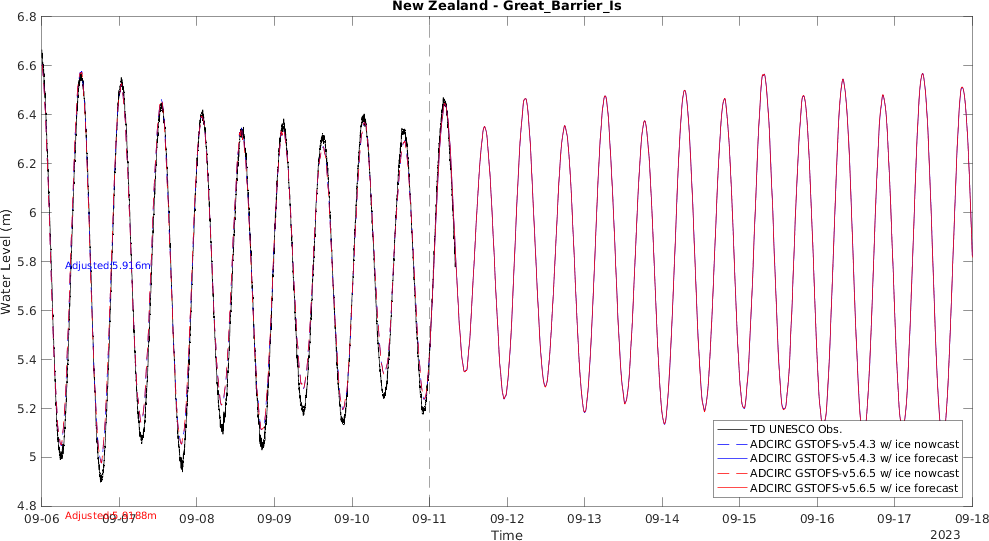 New Zealand - Great_Barrier_Is
6.8
6.6
6.4
6.2
6
5.8
5.6
5.4
5.2
5
4.8
Water Level (m)
Adjusted:5.916m
Adjusted:5.9188m
09-06
09-07
09-08
09-09
09-10
09-11
09-12
09-13
09-14
09-15
09-16
09-17
09-18
Time
2023
TD UNESCO Obs.
ADCIRC GSTOFS-v5.4.3 w/ ice nowcast
ADCIRC GSTOFS-v5.4.3 w/ ice forecast
ADCIRC GSTOFS-v5.6.5 w/ ice nowcast
ADCIRC GSTOFS-v5.6.5 w/ ice forecast